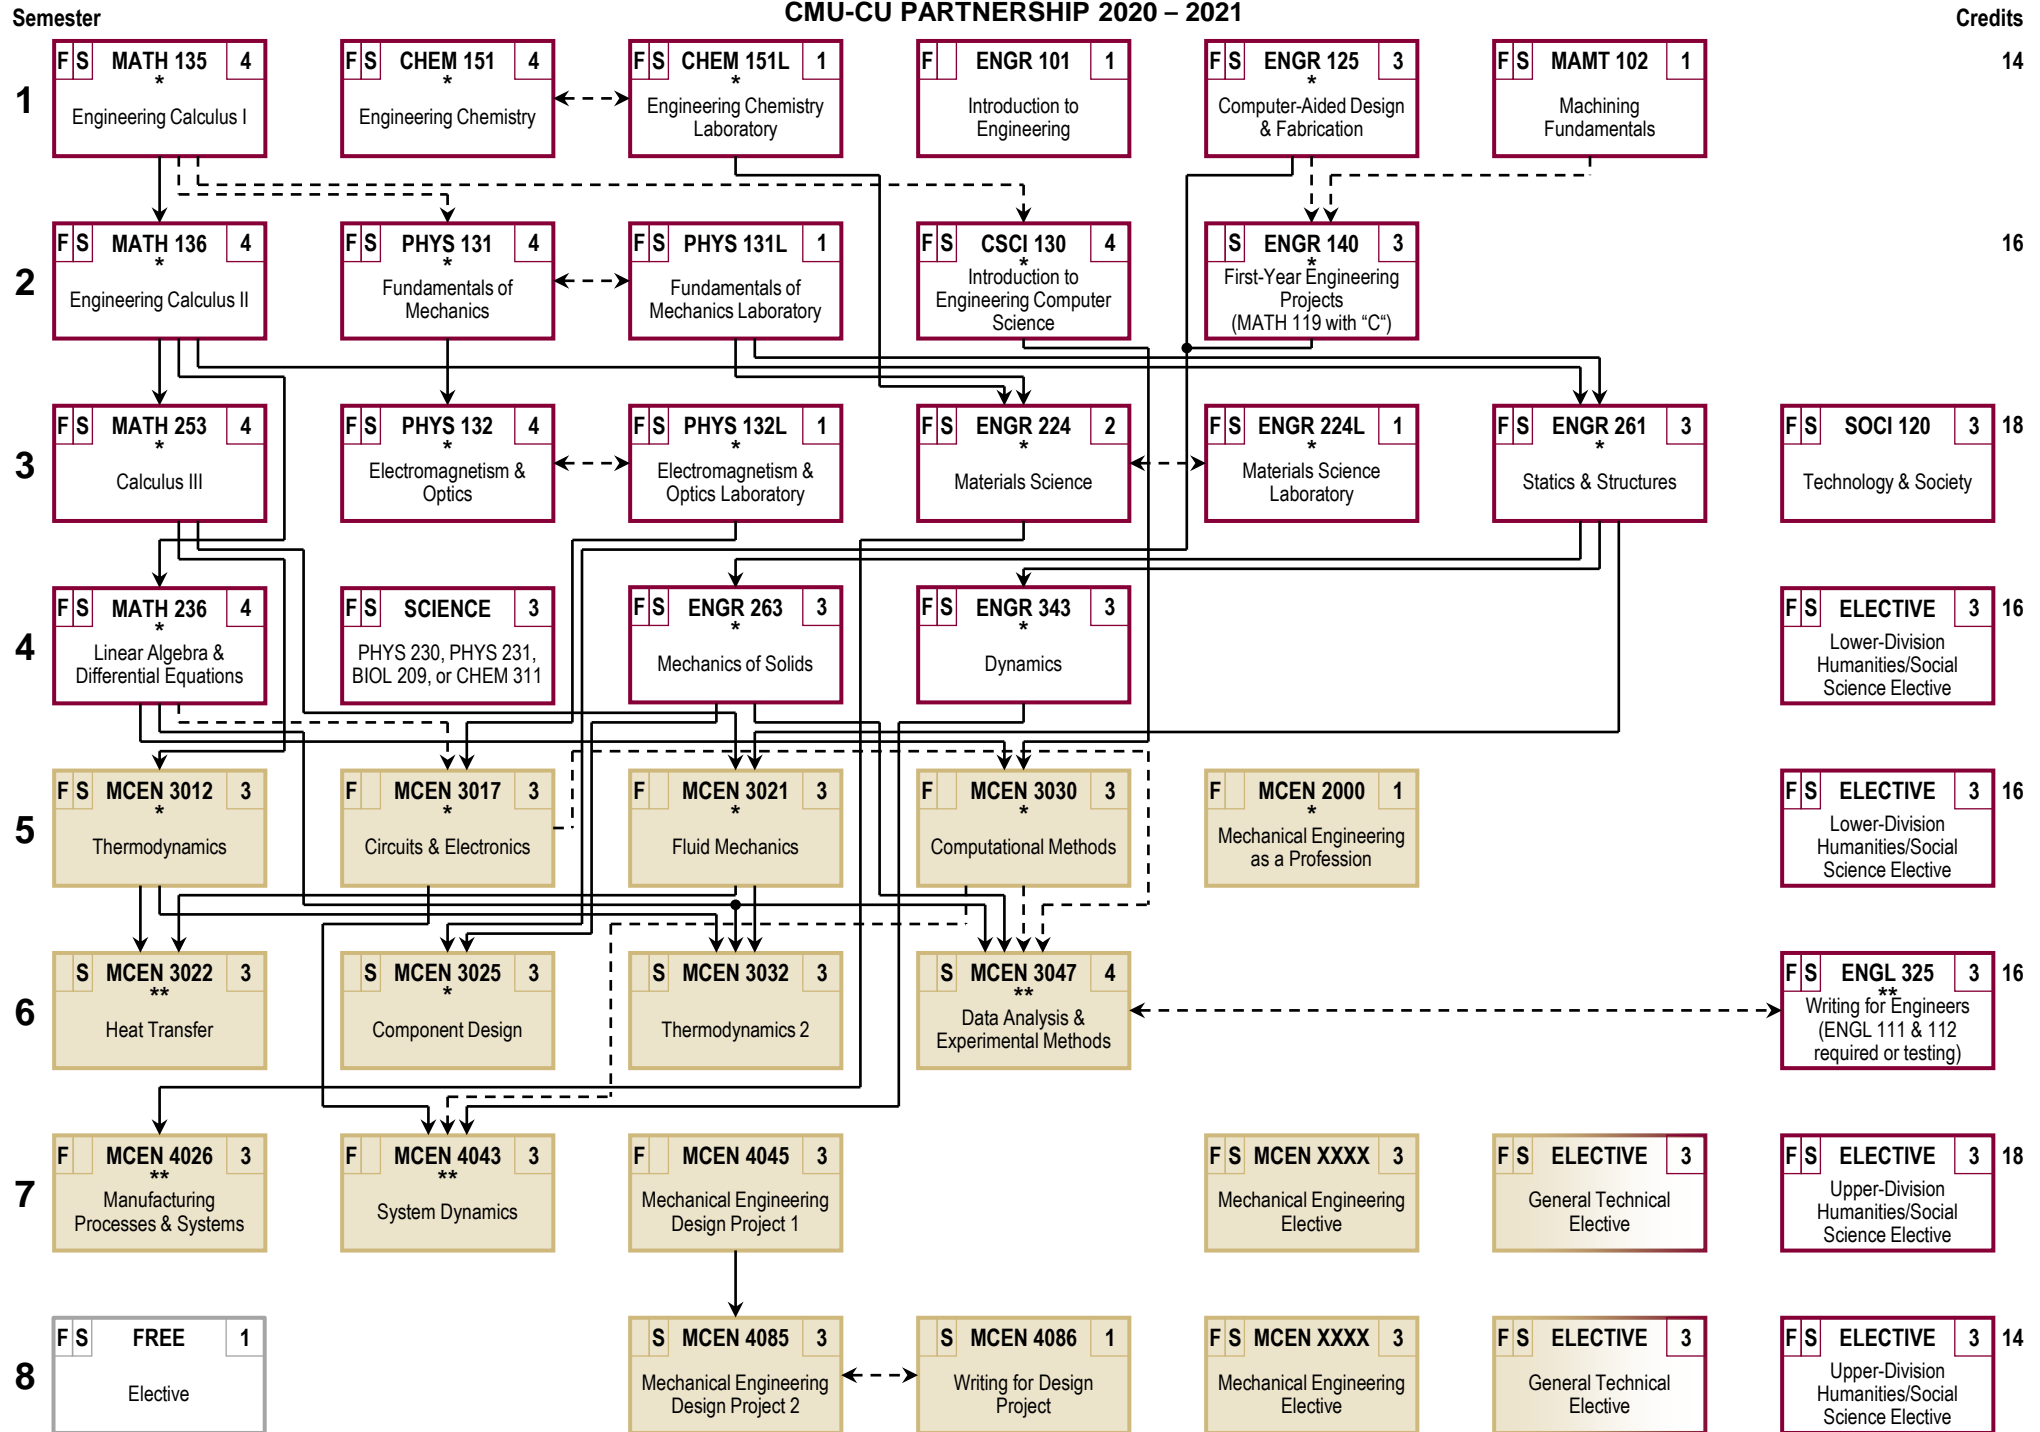 CMU-CU PARTNERSHIP 2020 – 2021
Semester
Credits
1
F S MATH 135 4
*
Engineering Calculus I
F S CHEM 151 4
Engineering Chemistry
F S CHEM 151L 1
*
Engineering Chemistry
Laboratory
F ENGR 101 1
Introduction to
Engineering
F S ENGR 125 3
*
Computer-Aided Design
& Fabrication
F S MAMT 102 1
Machining
Fundamentals
14
2
F S MATH 136 4
*
Engineering Calculus II
F S PHYS 131 4
*
Fundamentals of
Mechanics
F S PHYS 131L 1
Fundamentals of
Mechanics Laboratory
F S CSCI 130 4
*
Introduction to
Engineering Computer
Science
S ENGR 140 3
*
First-Year Engineering
Projects
(MATH 119 with “C“)
16
3
F S MATH 253 4
*
Calculus III
F S PHYS 132 4
*
Electromagnetism &
Optics
F S PHYS 132L 1
*
Electromagnetism &
Optics Laboratory
F S ENGR 224 2
*
Materials Science
F S ENGR 224L 1
*
Materials Science
Laboratory
F S ENGR 261 3
*
Statics & Structures
F S SOCI 120 3
Technology & Society
18
4
F S MATH 236 4
*
Linear Algebra &
Differential Equations
F S SCIENCE 3
PHYS 230, PHYS 231,
BIOL 209, or CHEM 311
F S ENGR 263 3
*
Mechanics of Solids
F S ENGR 343 3
*
Dynamics
F S ELECTIVE 3
Lower-Division
Humanities/Social
Science Elective
16
5
F S MCEN 3012 3
*
Thermodynamics
F MCEN 3017 3
*
Circuits & Electronics
F MCEN 3021 3
*
Fluid Mechanics
F MCEN 3030 3
*
Computational Methods
F MCEN 2000 1
*
Mechanical Engineering
as a Profession
F S ELECTIVE 3
Lower-Division
Humanities/Social
Science Elective
16
6
S MCEN 3022 3
**
Heat Transfer
S MCEN 3025 3
*
Component Design
S MCEN 3032 3
Thermodynamics 2
S MCEN 3047 4
**
Data Analysis &
Experimental Methods
F S ENGL 325 3
**
Writing for Engineers
(ENGL 111 & 112
required or testing)
16
7
F MCEN 4026 3
**
Manufacturing
Processes & Systems
F MCEN 4043 3
**
System Dynamics
F MCEN 4045 3
Mechanical Engineering
Design Project 1
F S MCEN XXXX 3
Mechanical Engineering
Elective
F S ELECTIVE 3
General Technical
Elective
F S ELECTIVE 3
Upper-Division
Humanities/Social
Science Elective
18
8
F S FREE 1
Elective
S MCEN 4085 3
Mechanical Engineering
Design Project 2
S MCEN 4086 1
Writing for Design
Project
F S MCEN XXXX 3
Mechanical Engineering
Elective
F S ELECTIVE 3
General Technical
Elective
F S ELECTIVE 3
Upper-Division
Humanities/Social
Science Elective
14